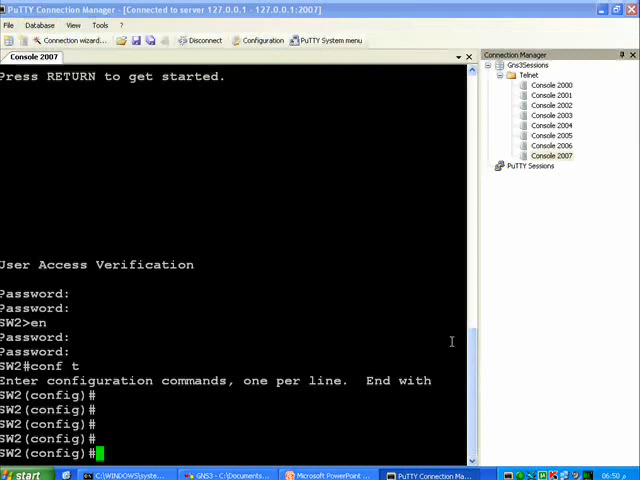 PuTTY Connection Manager - [Connected to server 127.0.0.1 - 127.0.0.1:2007]
File Database View Tools ?
Connection wizard... Disconnect Configuration PuTTY System menu
Console 2007
Press RETURN to get started.
User Access Verification
Password:
Password:
SW2>en
Password:
Password:
SW2#conf t
Enter configuration commands, one per line. End with
SW2(config)#
SW2(config)#
SW2(config)#
SW2(config)#
SW2(config)#
Connection Manager
Gns3Sessions
Telnet
Console 2000
Console 2001
Console 2002
Console 2003
Console 2004
Console 2005
Console 2006
Console 2007
PuTTY Sessions
start C:\WINDOWS\syste... GNS3 - C:\Documents... Microsoft PowerPoint ... PuTTY Connection Ma... 06:50 ص